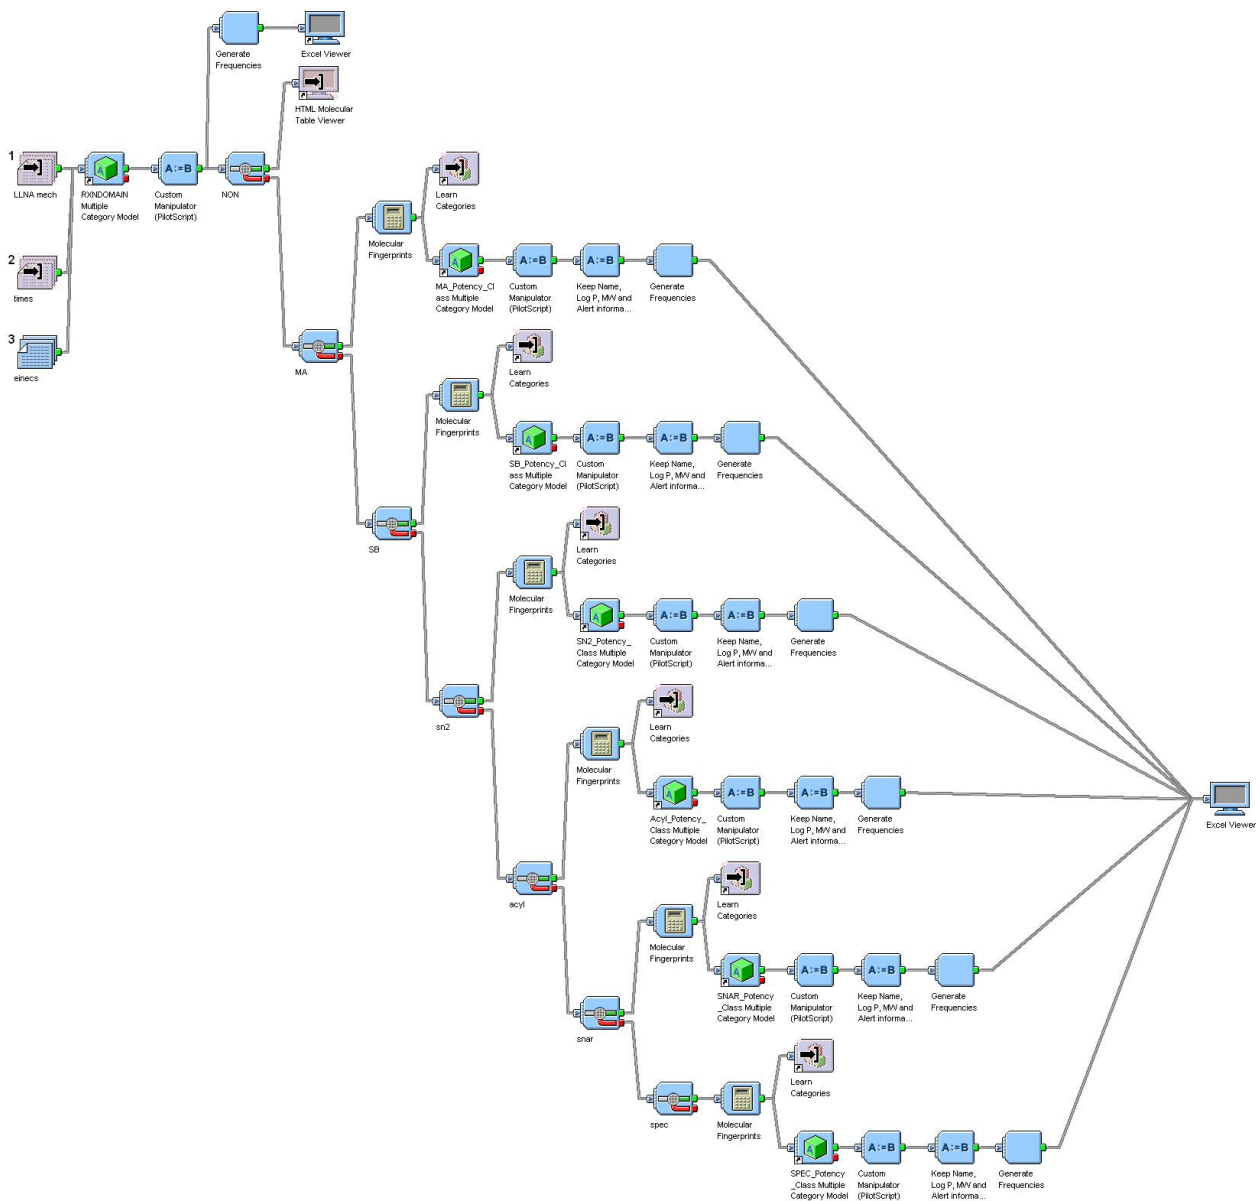 Generate
Frequencies
Excel Viewer
HTML Molecular
Table Viewer
1
LLNA mech
RXNDOMAIN
Multiple
Category Model
A:=B
Custom
Manipulator
(PilotScript)
NON
2
times
3
einecs
Learn
Categories
Molecular
Fingerprints
MA_Potency_Cl
ass Multiple
Category Model
A:=B
Custom
Manipulator
(PilotScript)
A:=B
Keep Name,
Log P, MW and
Alert informa...
Generate
Frequencies
MA
Learn
Categories
Molecular
Fingerprints
SB_Potency_Cl
ass Multiple
Category Model
A:=B
Custom
Manipulator
(PilotScript)
A:=B
Keep Name,
Log P, MW and
Alert informa...
Generate
Frequencies
SB
Learn
Categories
Molecular
Fingerprints
SN2_Potency_
Class Multiple
Category Model
A:=B
Custom
Manipulator
(PilotScript)
A:=B
Keep Name,
Log P, MW and
Alert informa...
Generate
Frequencies
sn2
Learn
Categories
Molecular
Fingerprints
Acyl_Potency_
Class Multiple
Category Model
A:=B
Custom
Manipulator
(PilotScript)
A:=B
Keep Name,
Log P, MW and
Alert informa...
Generate
Frequencies
Excel Viewer
acyl
Learn
Categories
Molecular
Fingerprints
SNAR_Potency
_Class Multiple
Category Model
A:=B
Custom
Manipulator
(PilotScript)
A:=B
Keep Name,
Log P, MW and
Alert informa...
Generate
Frequencies
snar
Learn
Categories
spec
Molecular
Fingerprints
SPEC_Potency
_Class Multiple
Category Model
A:=B
Custom
Manipulator
(PilotScript)
A:=B
Keep Name,
Log P, MW and
Alert informa...
Generate
Frequencies